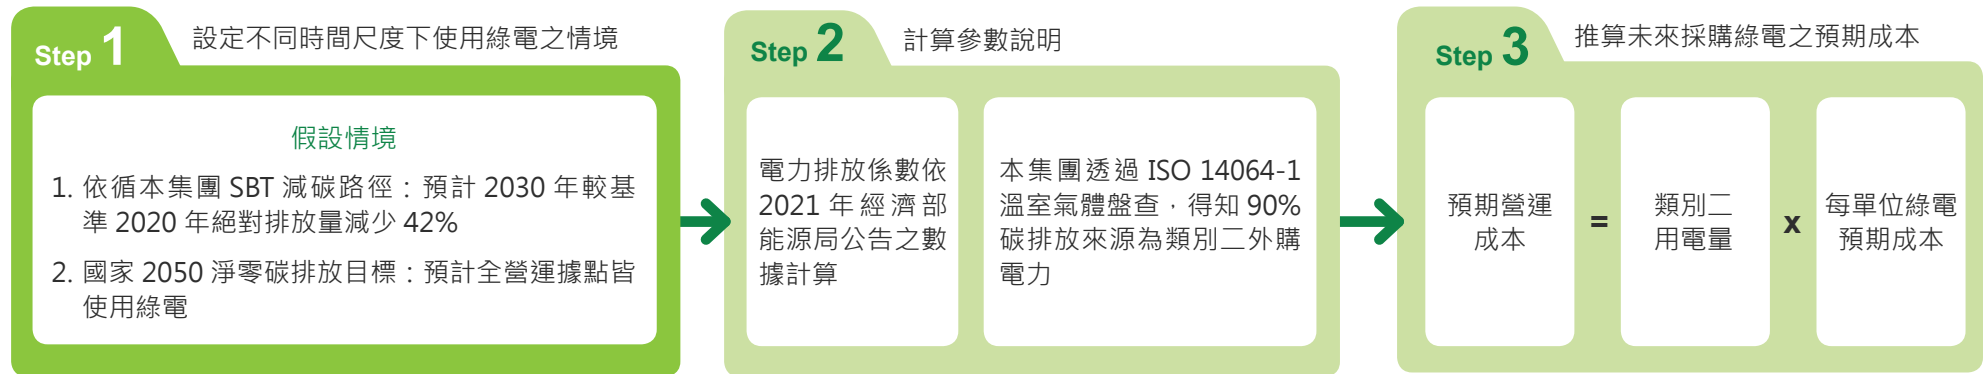 Step 1 設定不同時間尺度下使用綠電之情境
假設情境
1. 依循本集團 SBT 減碳路徑：預計 2030 年較基
準 2020 年絕對排放量減少 42%
2. 國家 2050 淨零碳排放目標：預計全營運據點皆
使用綠電
Step 2 計算參數說明
電力排放係數依
2021 年經濟部
能源局公告之數
據計算
本集團透過 ISO 14064-1
溫室氣體盤查，得知 90%
碳排放來源為類別二外購
電力
Step 3 推算未來採購綠電之預期成本
預期營運
成本
=
類別二
用電量
x
每單位綠電
預期成本